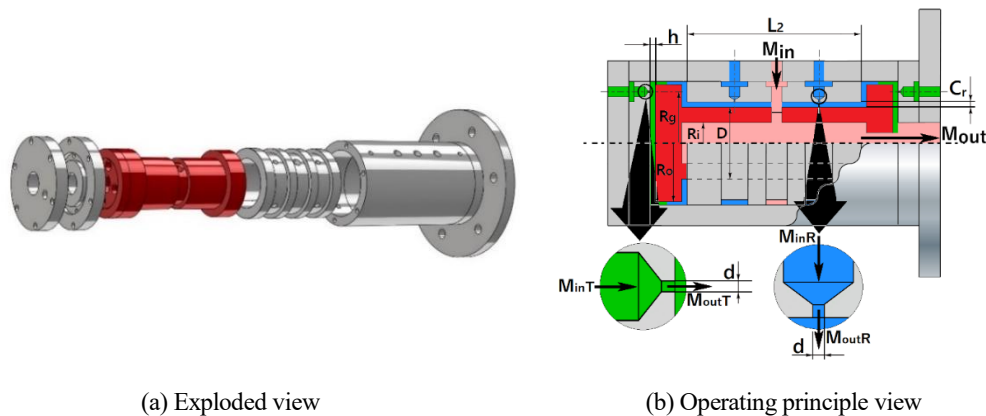 h
L₂
Min
Cr
Rg
Ri
D
Mout
Ro
MinR
MinT
d
MoutT
d
MoutR
(a) Exploded view
(b) Operating principle view